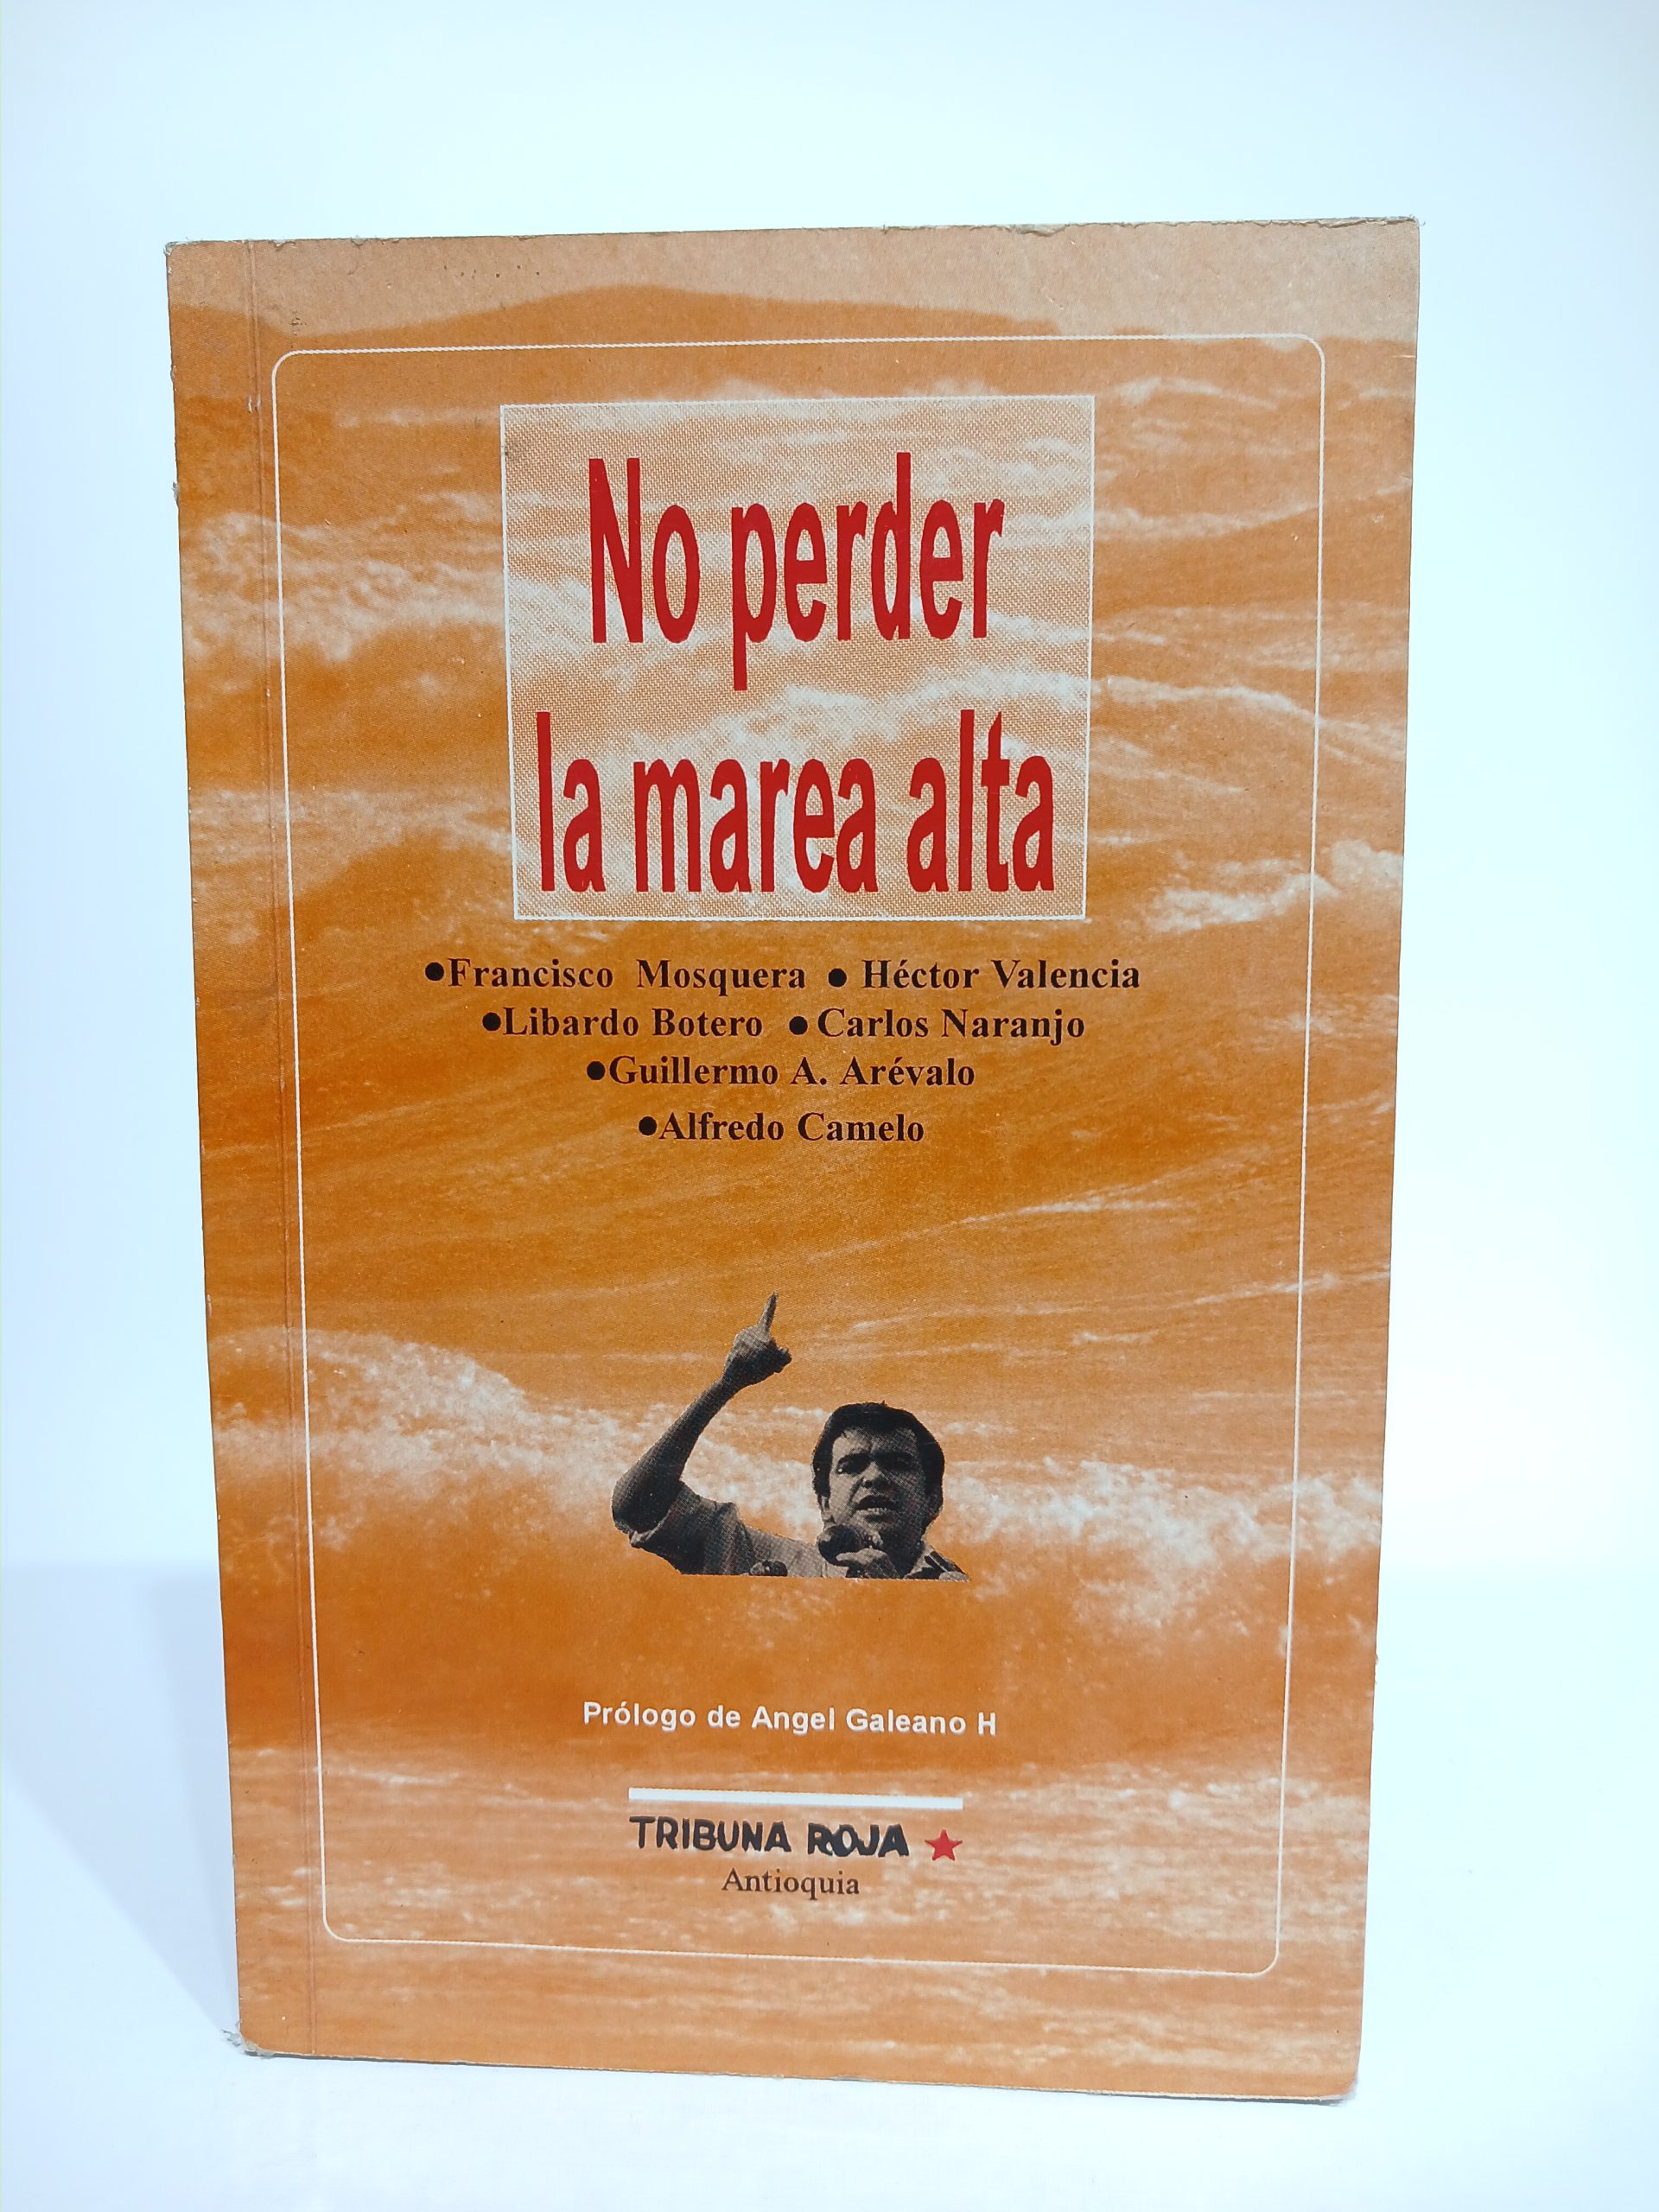 No perder
la marea alta
●Francisco Mosquera ● Héctor Valencia
●Libardo Botero ● Carlos Naranjo
●Guillermo A. Arévalo
●Alfredo Camelo
Prólogo de Angel Galeano H
TRIBUNA ROJA ★
Antioquia